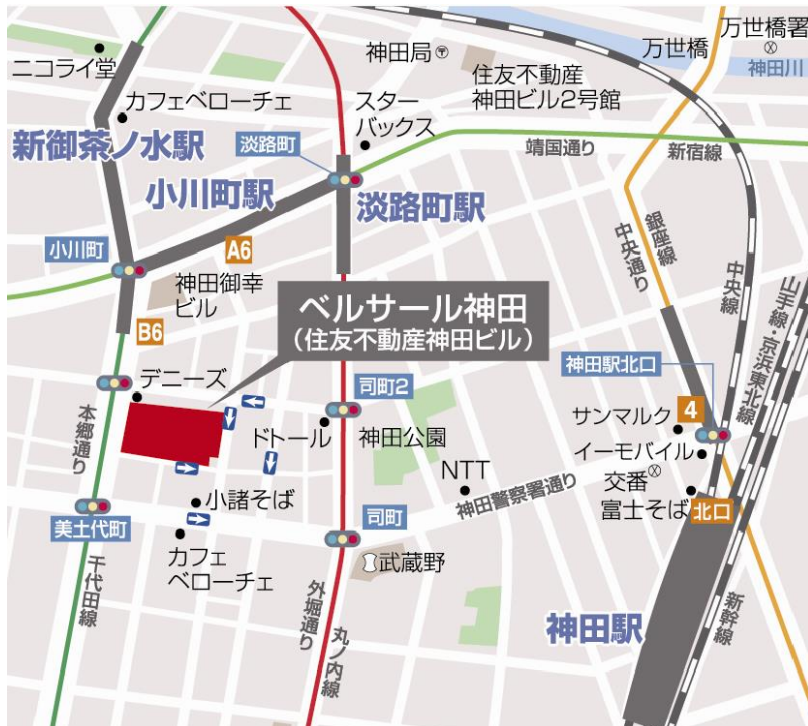 万世橋署
万世橋
神田川
ニコライ堂
神田局
住友不動産
神田ビル2号館
カフェベローチェ
スター
バックス
新御茶ノ水駅
淡路町
靖国通り
新宿線
小川町駅
淡路町駅
小川町
A6
銀座線
中央通り
中央線
山手線・京浜東北線
神田御幸
ビル
ベルサール神田
(住友不動産神田ビル)
B6
神田駅北口
デニーズ
本郷通り
司町2
ドトール
神田公園
サンマルク
4
イーモバイル
NTT
交番
神田警察署通り
富士そば
北口
小諸そば
美土代町
司町
カフェ
ベローチェ
武蔵野
千代田線
外堀通り
丸ノ内線
神田駅
新幹線